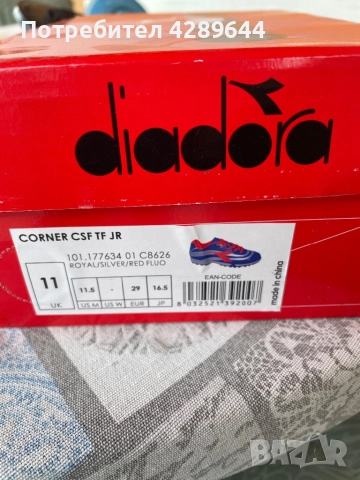 Потребител 4289644
diadora
CORNER CSF TF JR
101.177634 01 C8626
ROYAL/SILVER/RED FLUO
11
UK
11.5 - 29 16.5
US M US W EUR JP
EAN-CODE
8 032521 392007
made in china
BAZAR